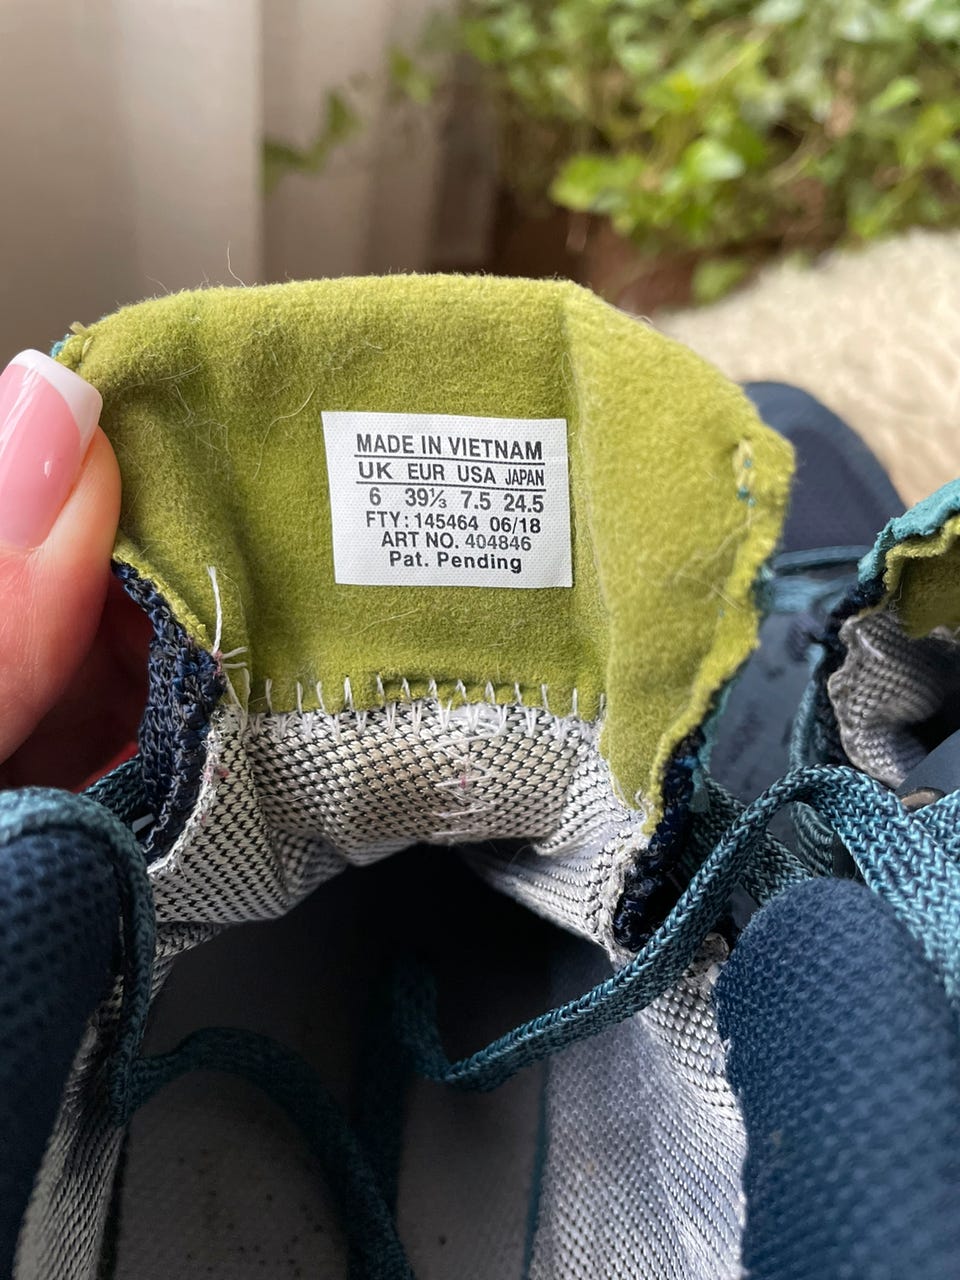 MADE IN VIETNAM
UK EUR USA JAPAN
6 39⅓ 7.5 24.5
FTY: 145464 06/18
ART NO. 404846
Pat. Pending